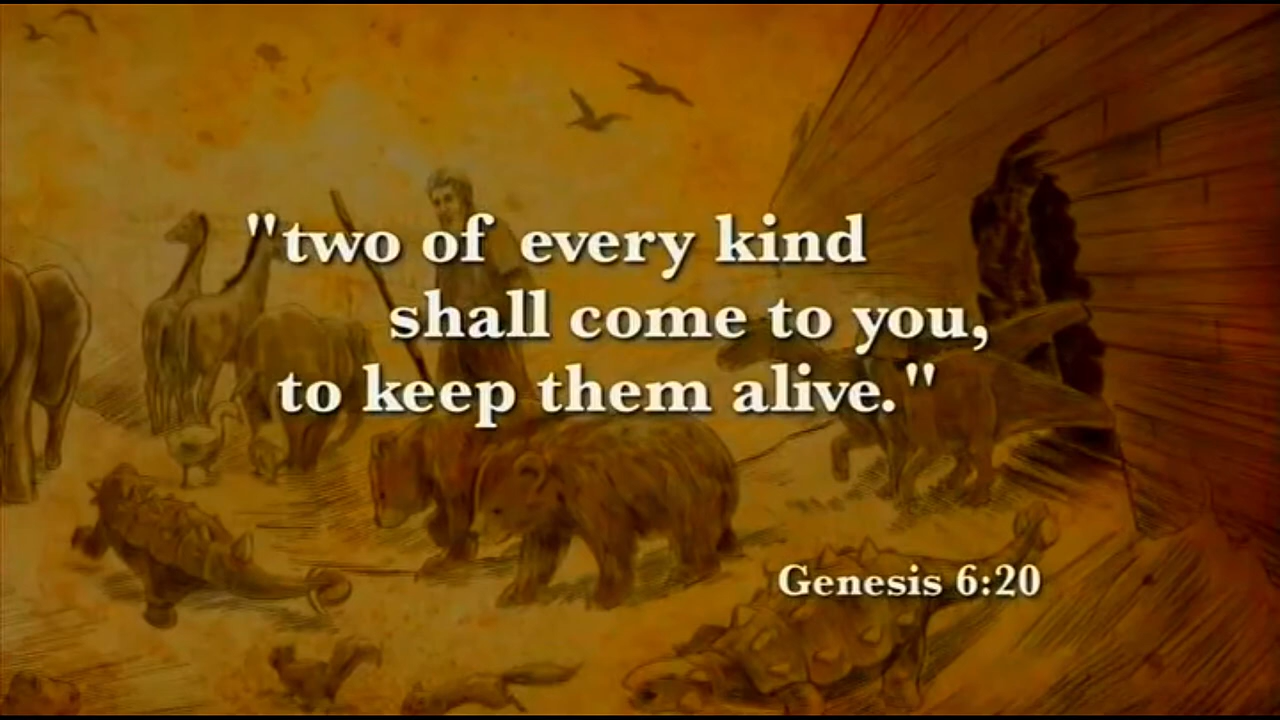 "two of every kind
shall come to you,
to keep them alive."
Genesis 6:20